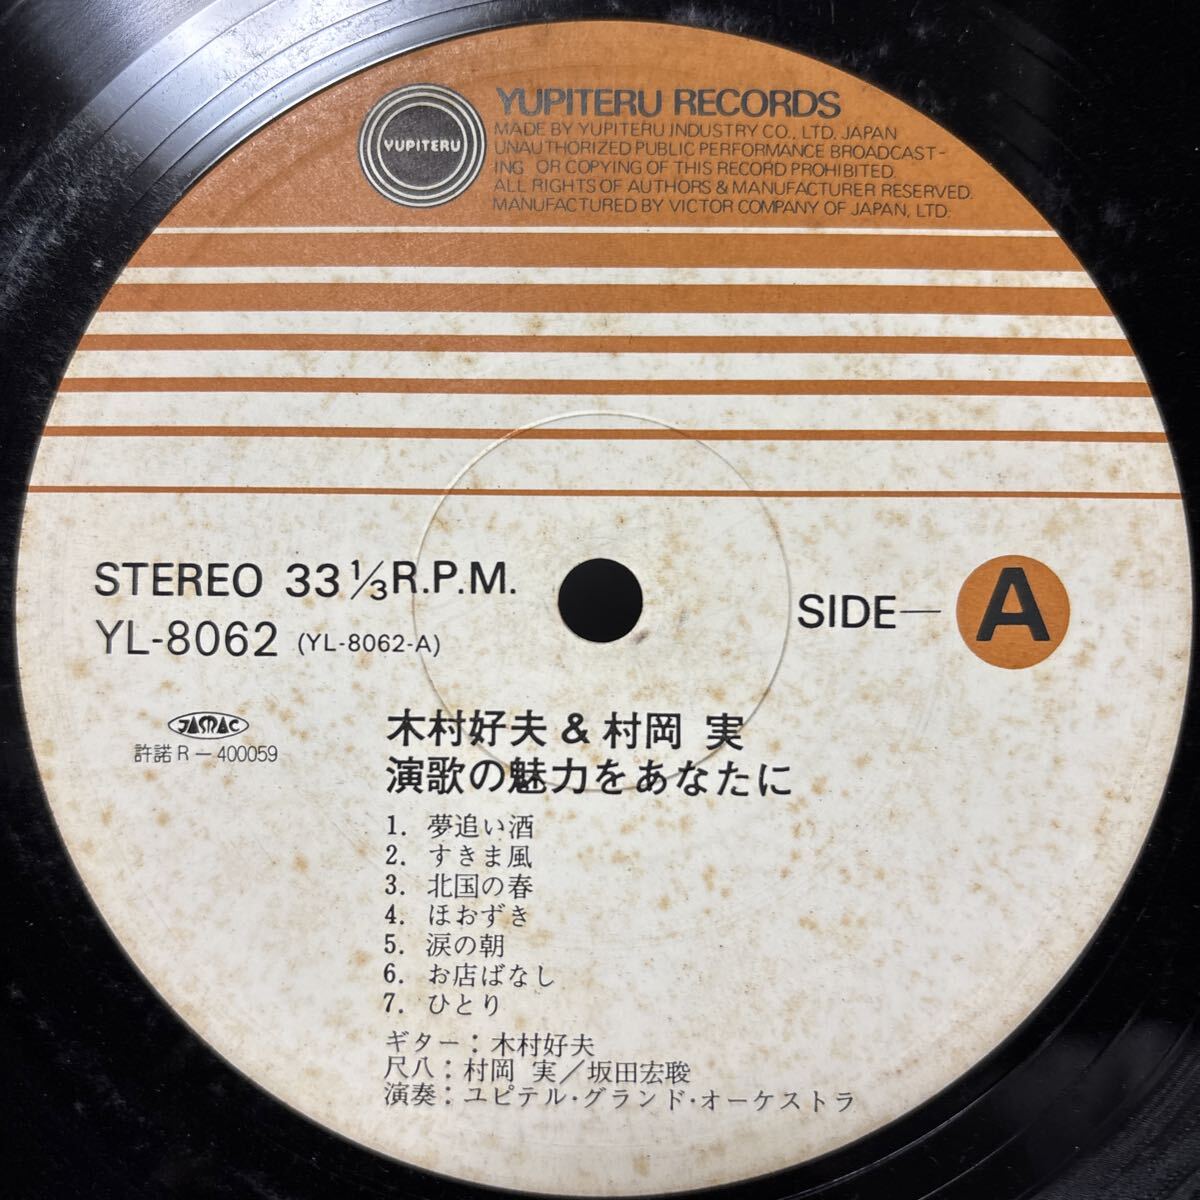 YUPITERU
YUPITERU RECORDS
MADE BY YUPITERU INDUSTRY CO., LTD. JAPAN
UNAUTHORIZED PUBLIC PERFORMANCE BROADCAST-
ING OR COPYING OF THIS RECORD PROHIBITED.
ALL RIGHTS OF AUTHORS & MANUFACTURER RESERVED.
MANUFACTURED BY VICTOR COMPANY OF JAPAN, LTD.
STEREO 33 ⅓ R.P.M.
YL-8062 (YL-8062-A)
SIDE— A
JASRAC
許諾 R — 400059
木村好夫 & 村岡 実
演歌の魅力をあなたに
1. 夢追い酒
2. すきま風
3. 北国の春
4. ほおずき
5. 涙の朝
6. お店ばなし
7. ひとり
ギター：木村好夫
尺八：村岡 実／坂田宏聡
演奏：ユピテル・グランド・オーケストラ